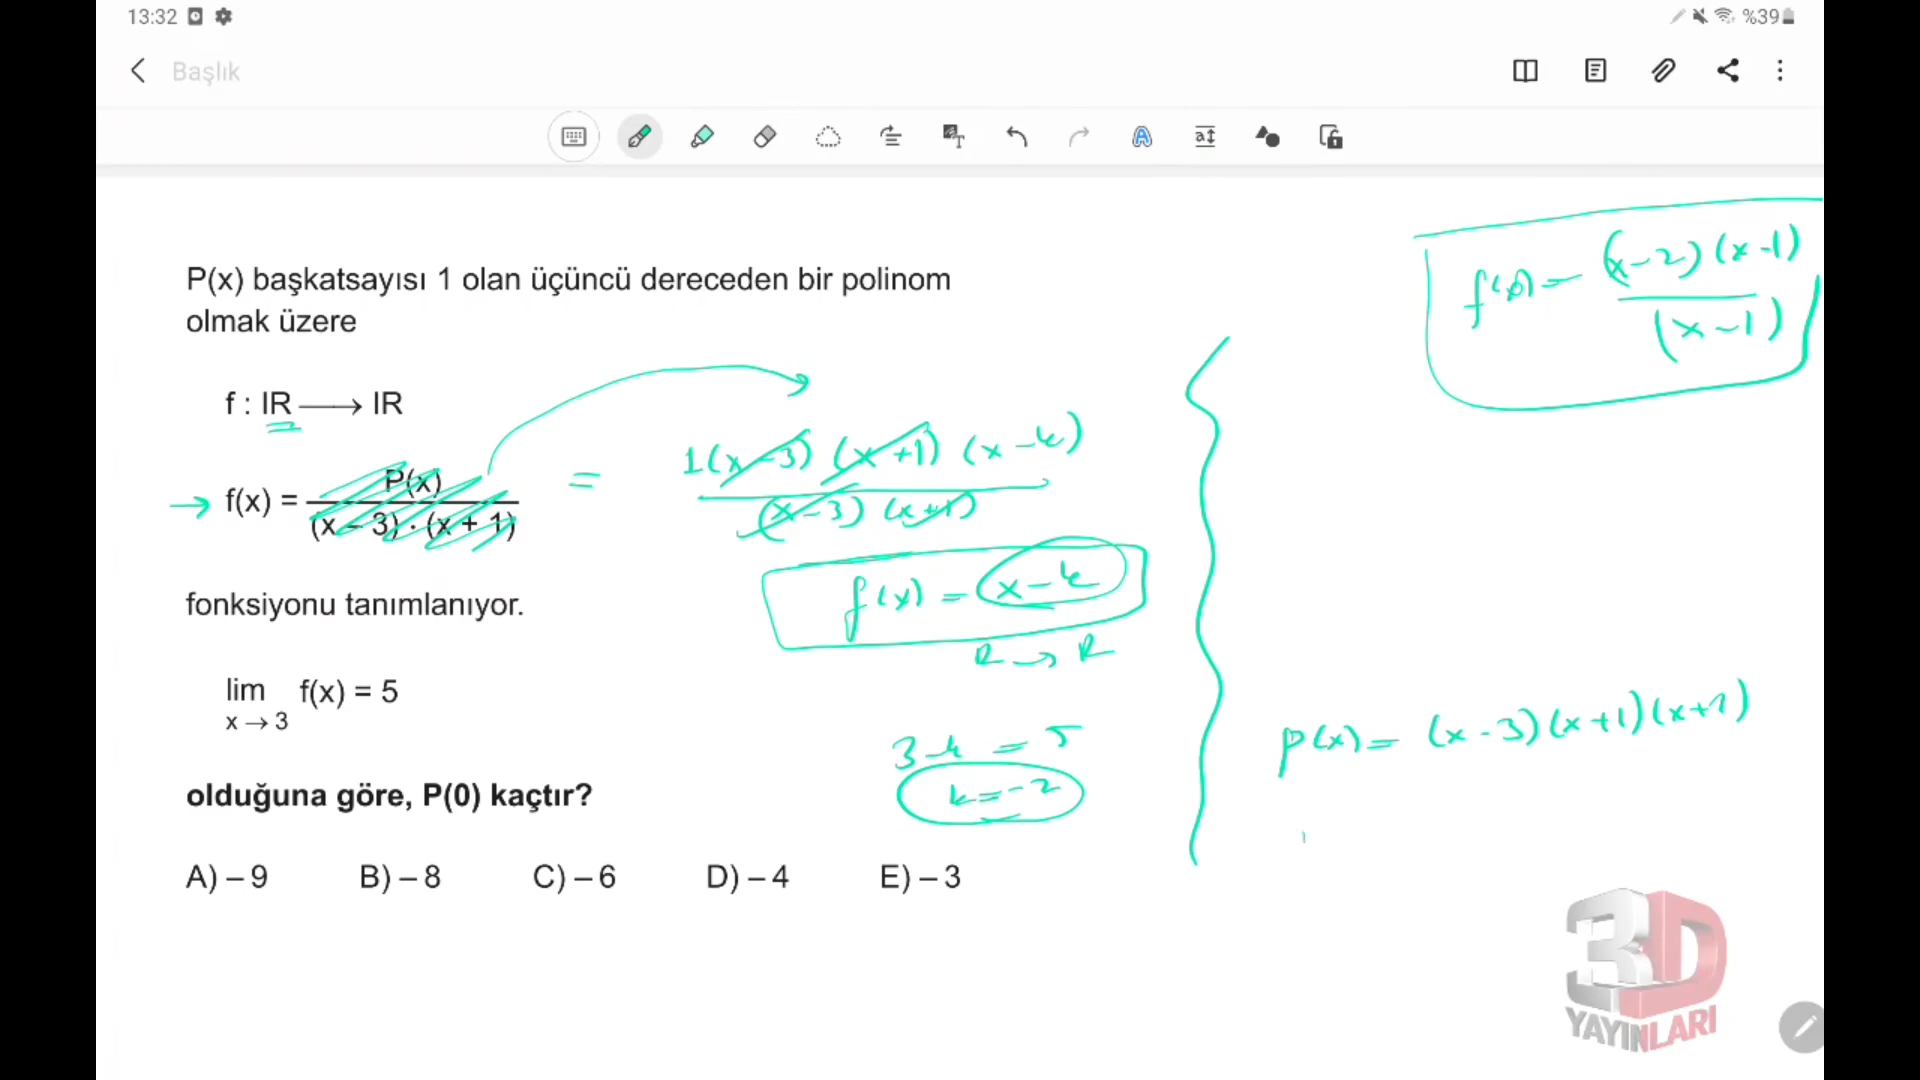 13:32
%39
Başlık
P(x) başkatsayısı 1 olan üçüncü dereceden bir polinom
olmak üzere
f : IR → IR
f(x) = P(x) / (x – 3) · (x + 1) = 1(x-3) (x+1) (x-k) / (x-3) (x+1)
f(x) = x-k
R → R
fonksiyonu tanımlanıyor.
lim x → 3 f(x) = 5
3-k = 5
k = -2
olduğuna göre, P(0) kaçtır?
A) – 9 B) – 8 C) – 6 D) – 4 E) – 3
f(x) = (x-2) (x-1) / (x-1)
P(x) = (x-3)(x+1)(x+1)
3D
YAYINLARI